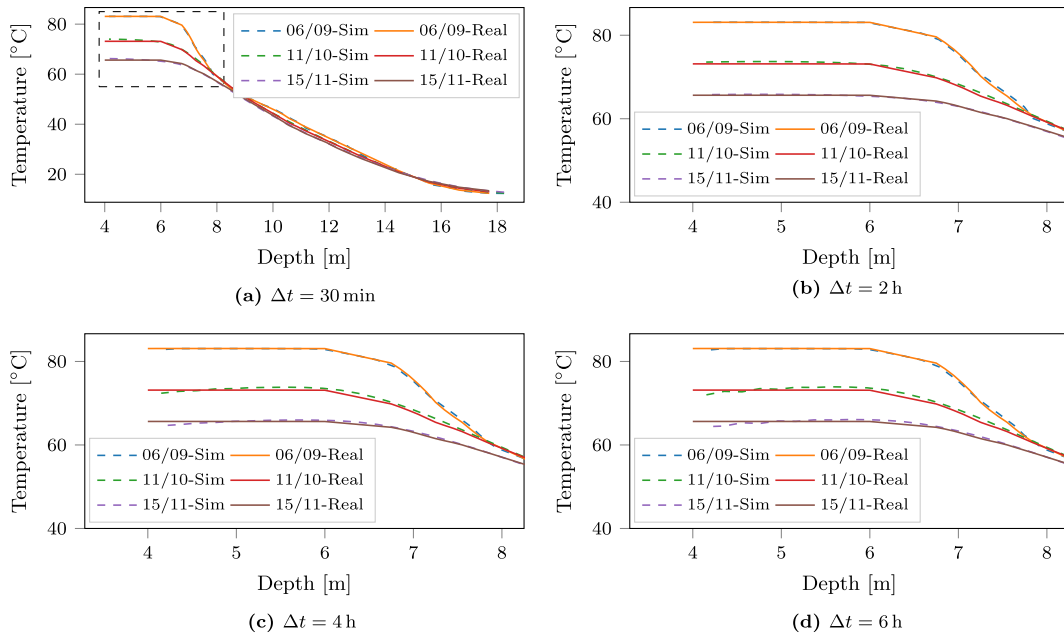 Temperature [°C]
80
60
40
20
4
6
8
10
12
14
16
18
Depth [m]
06/09-Sim 06/09-Real
11/10-Sim 11/10-Real
15/11-Sim 15/11-Real
(a) Δt = 30 min
Temperature [°C]
80
60
40
4
5
6
7
8
Depth [m]
06/09-Sim 06/09-Real
11/10-Sim 11/10-Real
15/11-Sim 15/11-Real
(b) Δt = 2 h
Temperature [°C]
80
60
40
4
5
6
7
8
Depth [m]
06/09-Sim 06/09-Real
11/10-Sim 11/10-Real
15/11-Sim 15/11-Real
(c) Δt = 4 h
Temperature [°C]
80
60
40
4
5
6
7
8
Depth [m]
06/09-Sim 06/09-Real
11/10-Sim 11/10-Real
15/11-Sim 15/11-Real
(d) Δt = 6 h